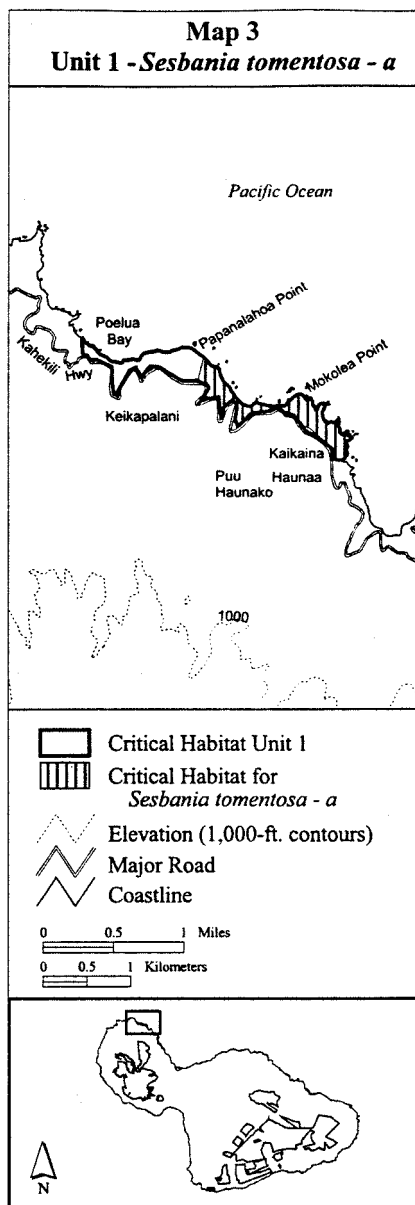 Map 3
Unit 1 - Sesbania tomentosa - a
Pacific Ocean
Papanalahoa Point
Poelua
Bay
Mokolea Point
Kahekili
Hwy
Keikapalani
Kaikaina
Puu
Haunako
Haunaa
1000
Critical Habitat Unit 1
Critical Habitat for
Sesbania tomentosa - a
Elevation (1,000-ft. contours)
Major Road
Coastline
0 0.5 1 Miles
0 0.5 1 Kilometers
N